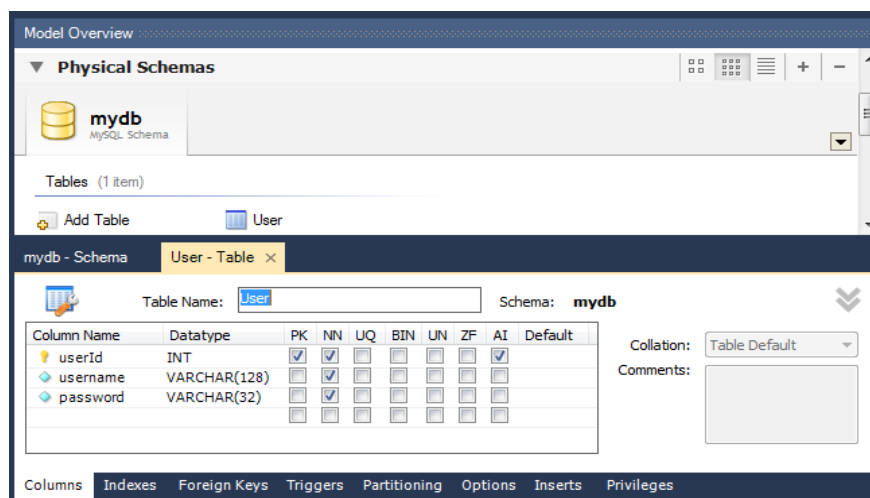 Model Overview
Physical Schemas
mydb
MySQL Schema
Tables (1 item)
Add Table User
mydb - Schema User - Table ×
Table Name: User Schema: mydb
Column Name Datatype PK NN UQ BIN UN ZF AI Default
userId INT
username VARCHAR(128)
password VARCHAR(32)
Collation: Table Default
Comments:
Columns Indexes Foreign Keys Triggers Partitioning Options Inserts Privileges